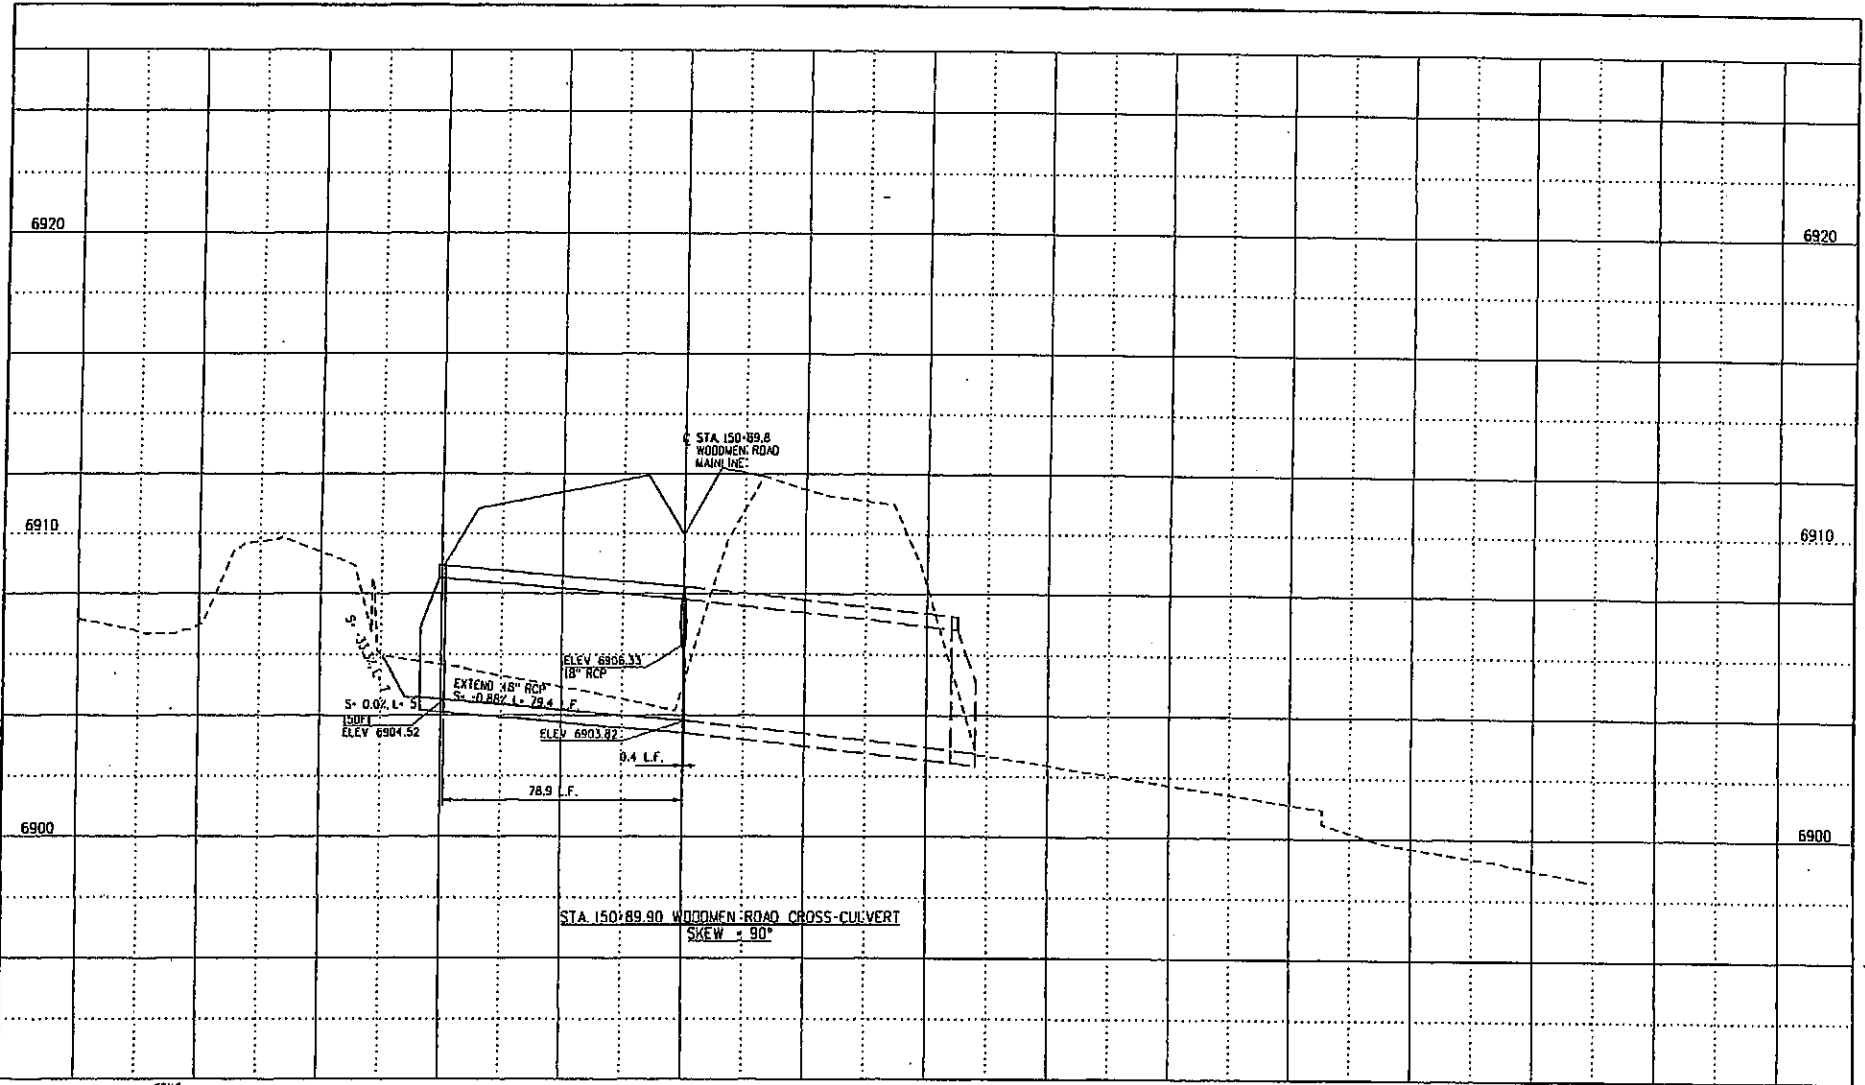 6920
6920
℄ STA. 150+89.8
WOODMEN ROAD
MAINLINE
6910
6910
ELEV 6906.33
18" RCP
EXTEND 48" RCP
S= -0.88% L= 79.4 L.F.
S= 0.0% L= 5
ELEV 6904.52
ELEV 6903.82
0.4 L.F.
78.9 L.F.
6900
6900
STA. 150+89.90 WOODMEN ROAD CROSS-CULVERT
SKEW = 90°